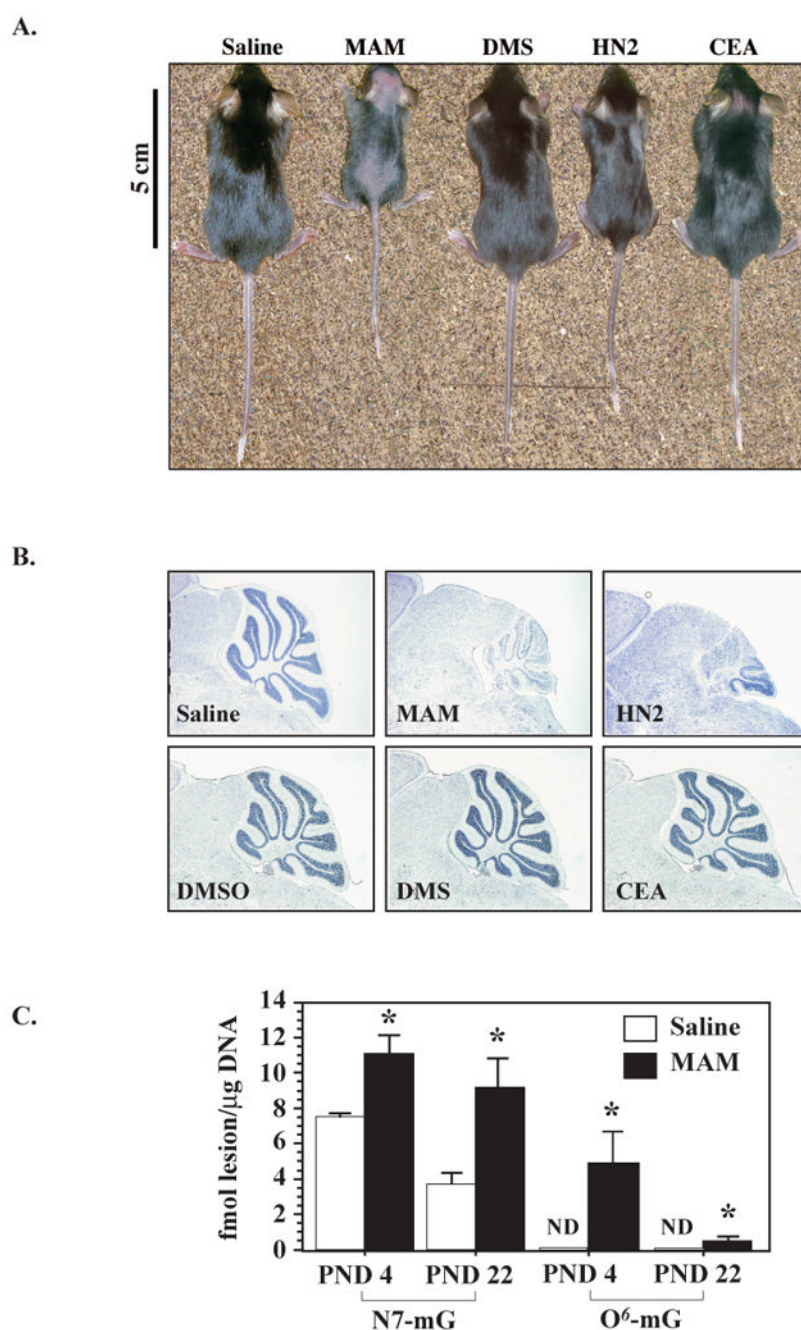 A.
Saline MAM DMS HN2 CEA
5 cm
B.
Saline MAM HN2
DMSO DMS CEA
C.
fmol lesion/µg DNA
14
12
10
8
6
4
2
0
Saline
MAM
* * * *
ND ND
PND 4 PND 22 PND 4 PND 22
N7-mG O⁶-mG